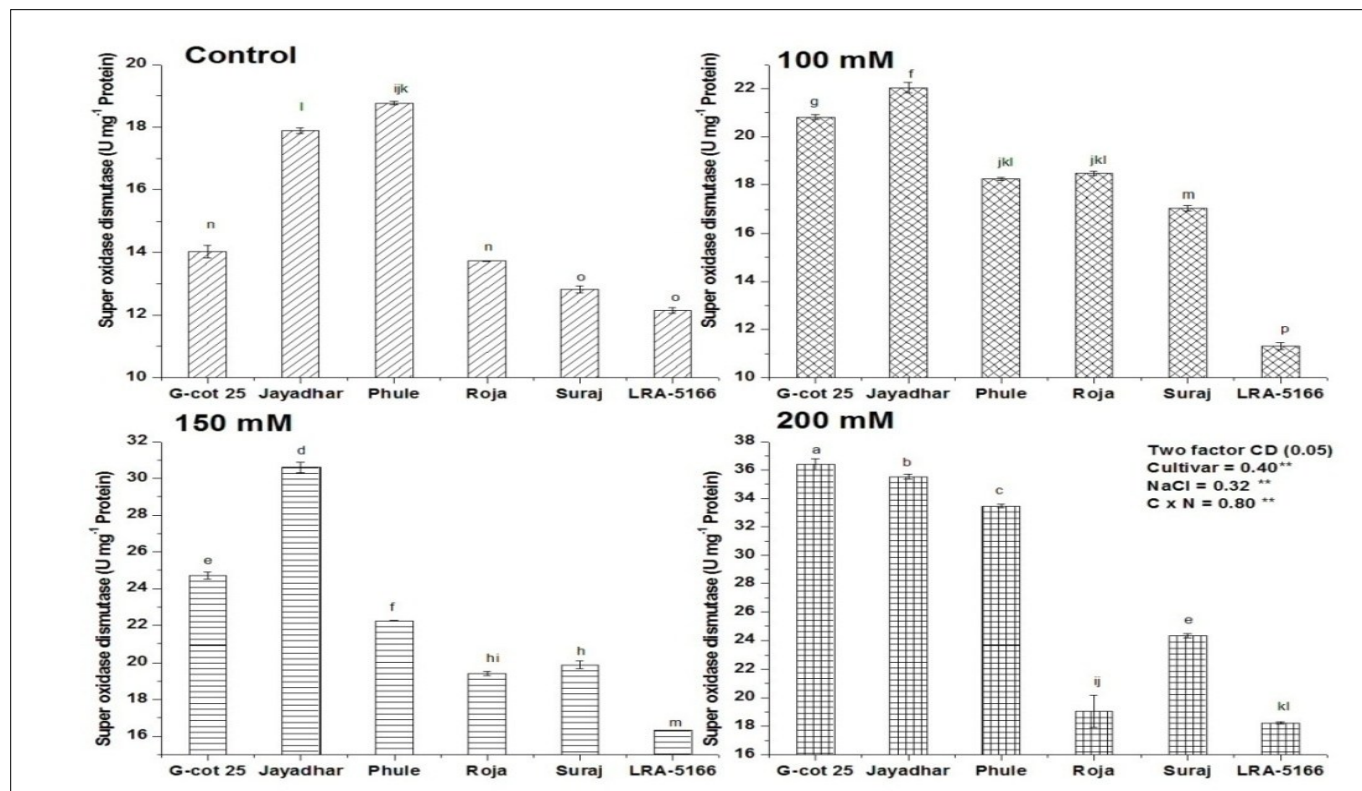 Control
Super oxidase dismutase (U mg⁻¹ Protein)
20
18
16
14
12
10
n
l
ijk
n
o
o
G-cot 25 Jayadhar Phule Roja Suraj LRA-5166
100 mM
Super oxidase dismutase (U mg⁻¹ Protein)
22
20
18
16
14
12
10
g
f
jkl
jkl
m
p
G-cot 25 Jayadhar Phule Roja Suraj LRA-5166
150 mM
Super oxidase dismutase (U mg⁻¹ Protein)
32
30
28
26
24
22
20
18
16
e
d
f
hi
h
m
G-cot 25 Jayadhar Phule Roja Suraj LRA-5166
200 mM
Super oxidase dismutase (U mg⁻¹ Protein)
38
36
34
32
30
28
26
24
22
20
18
16
a
b
c
ij
e
kl
Two factor CD (0.05)
Cultivar = 0.40**
NaCl = 0.32 **
C x N = 0.80 **
G-cot 25 Jayadhar Phule Roja Suraj LRA-5166